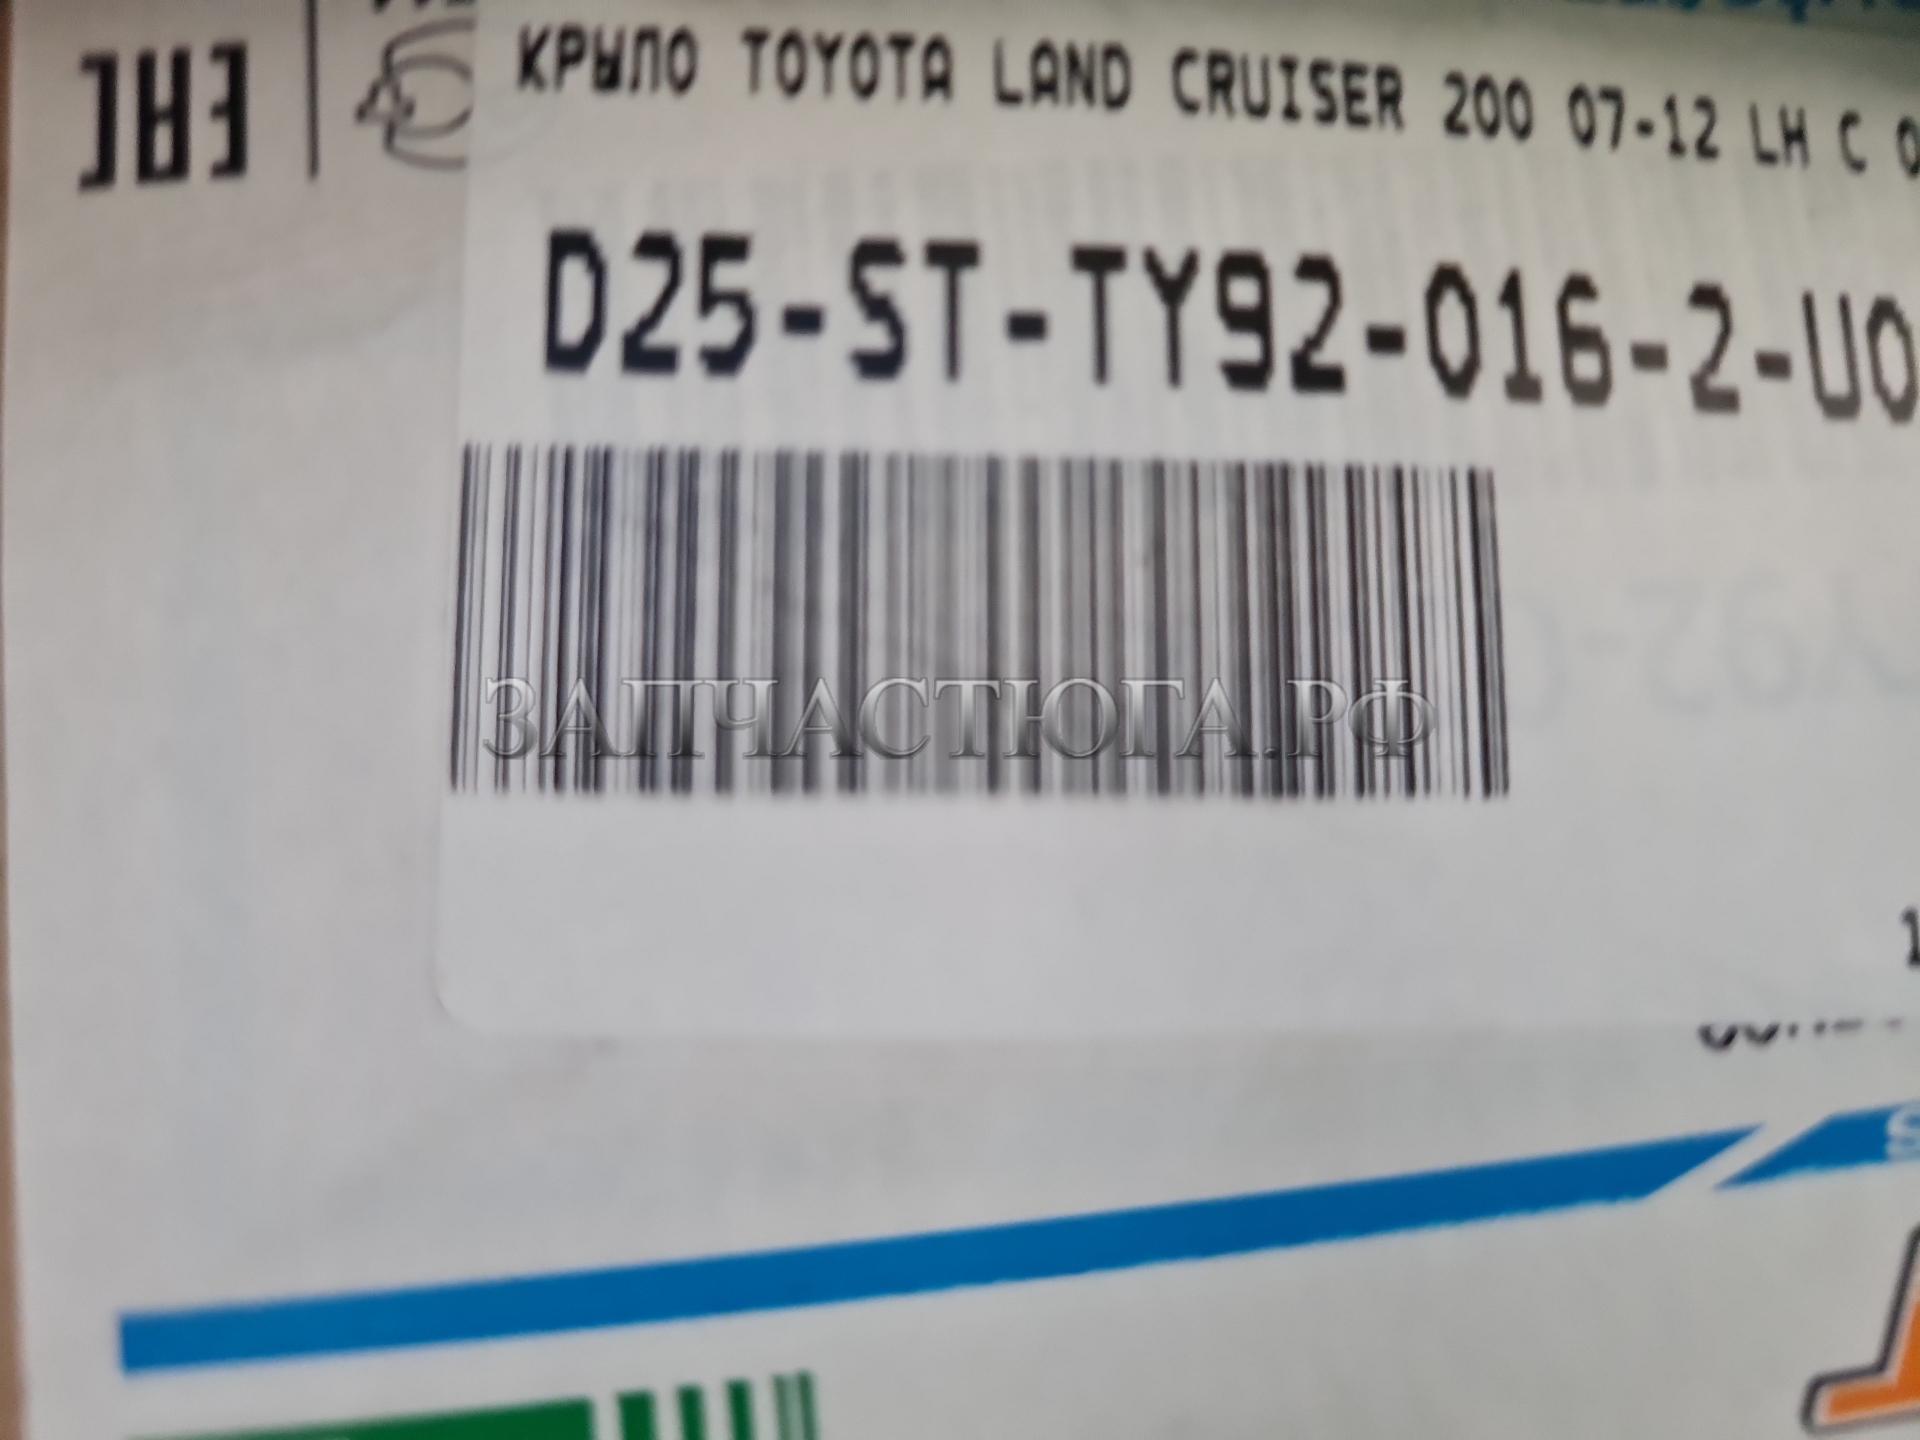 EAC
КРЫЛО TOYOTA LAND CRUISER 200 07-12 LH С О
D25-ST-TY92-016-2-U0
ЗАПЧАСТЮГА.РФ